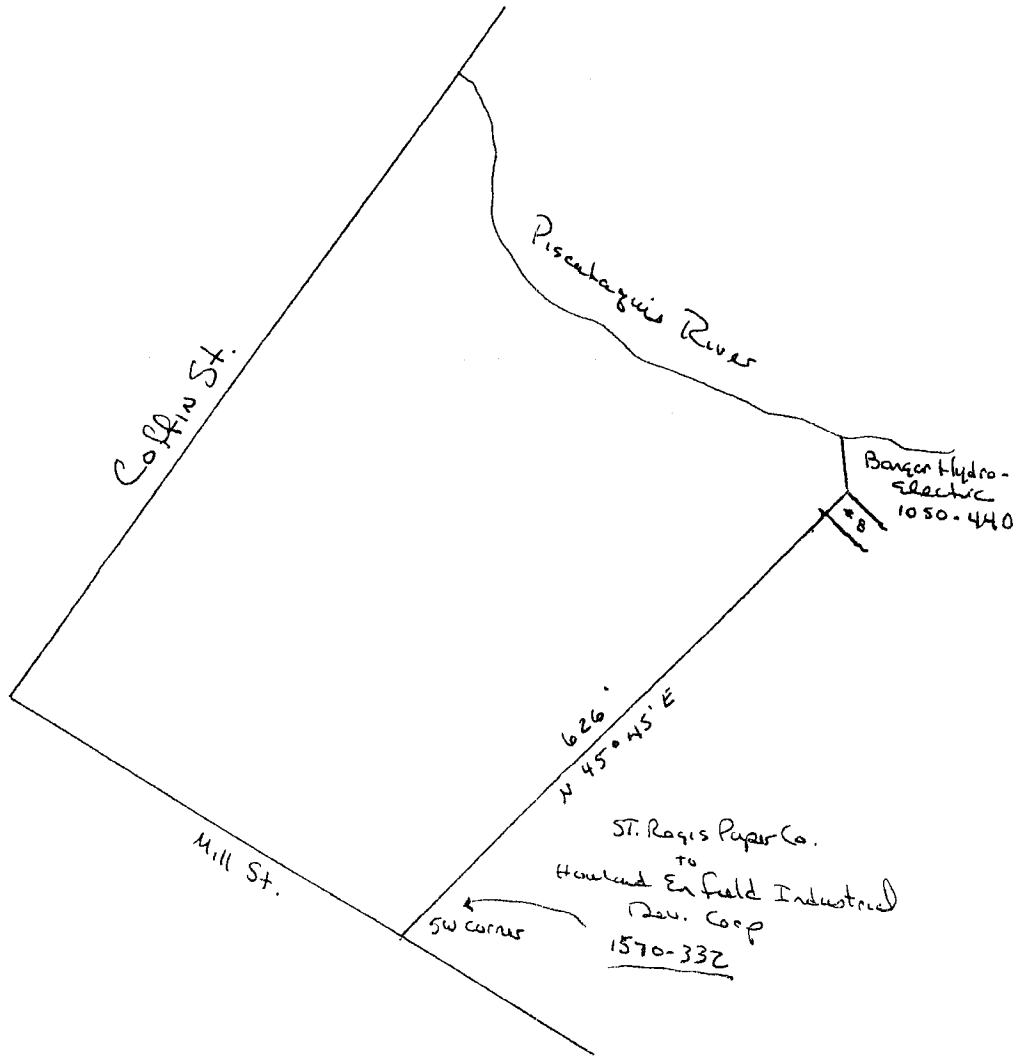 Piscataquis River
Coffin St.
Bangor Hydro-
Electric
1050-440
#8
626'
N 45° 45' E
Mill St.
ST. Regis Paper Co.
to
Howland Enfield Industrial
Dev. Corp
1570-332
SW corner